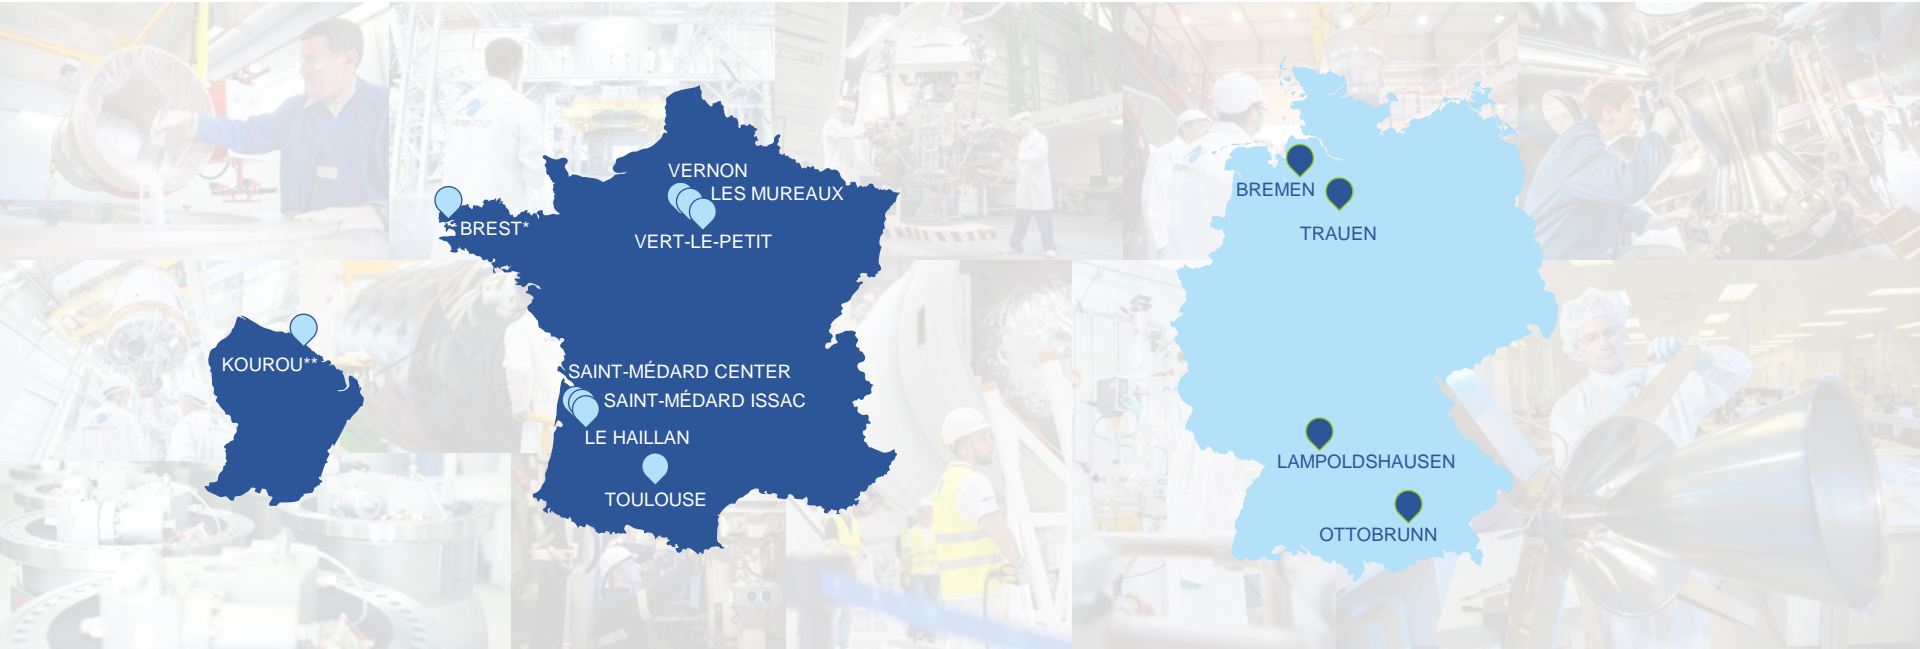 VERNON
LES MUREAUX
BREST*
VERT-LE-PETIT
KOUROU**
SAINT-MÉDARD CENTER
SAINT-MÉDARD ISSAC
LE HAILLAN
TOULOUSE
BREMEN
TRAUEN
LAMPOLDSHAUSEN
OTTOBRUNN